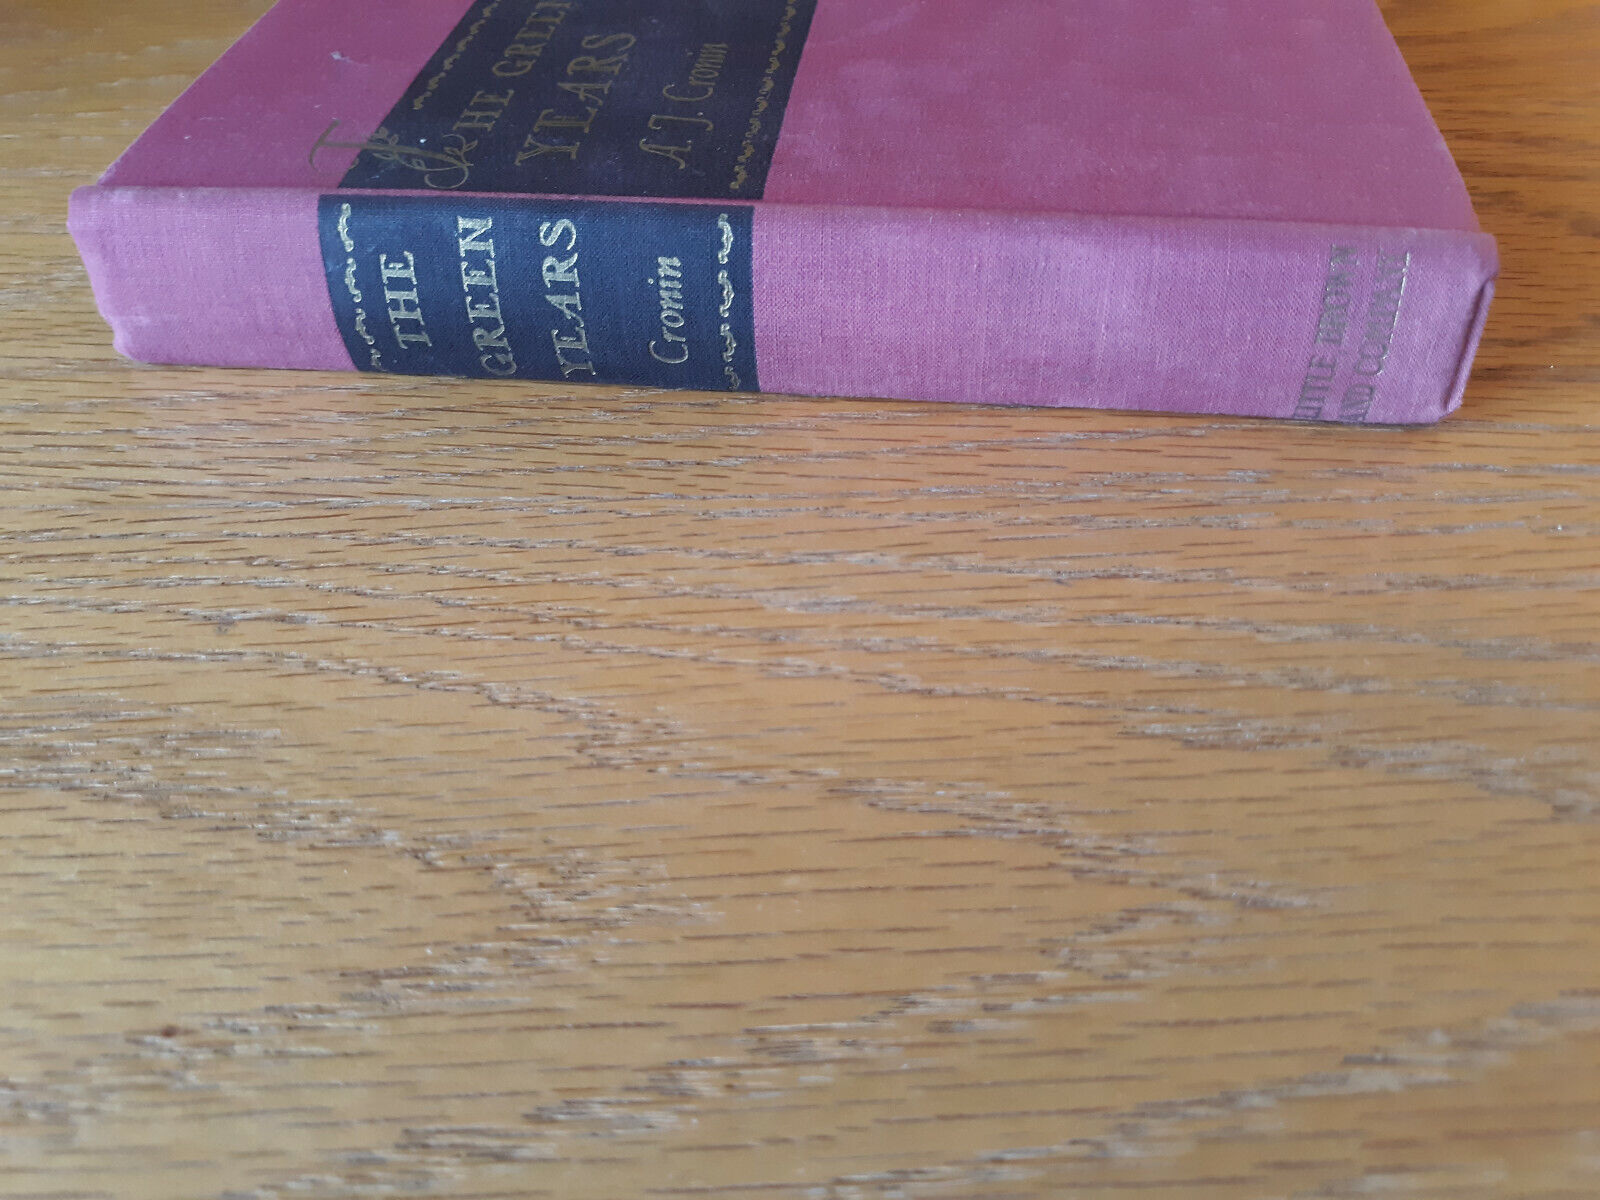 THE GREEN
YEARS
A. J. Cronin
THE
GREEN
YEARS
Cronin
LITTLE BROWN
AND COMPANY